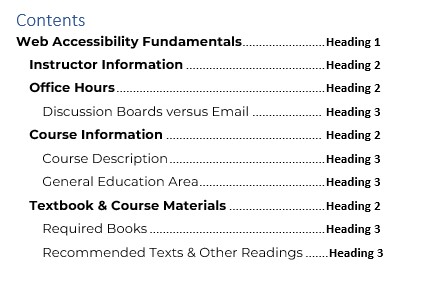 Contents
Web Accessibility Fundamentals........................Heading 1
Instructor Information ........................................Heading 2
Office Hours............................................................Heading 2
Discussion Boards versus Email ....................Heading 3
Course Information .............................................. Heading 2
Course Description.............................................Heading 3
General Education Area....................................Heading 3
Textbook & Course Materials ............................Heading 2
Required Books ...................................................Heading 3
Recommended Texts & Other Readings ......Heading 3